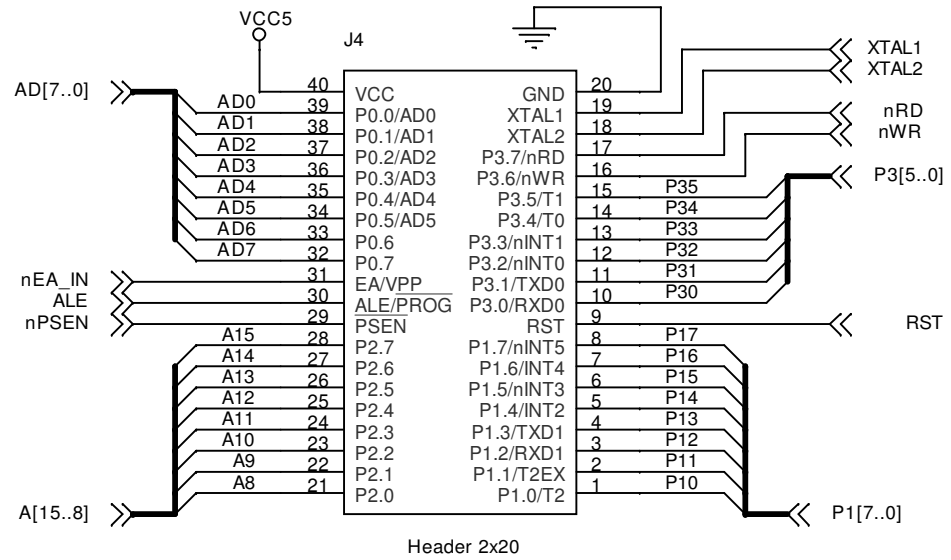 VCC5
J4
XTAL1
XTAL2
AD[7..0]
40 VCC GND 20
AD0 39 P0.0/AD0 XTAL1 19
AD1 38 P0.1/AD1 XTAL2 18
nRD
AD2 37 P0.2/AD2 P3.7/nRD 17
nWR
AD3 36 P0.3/AD3 P3.6/nWR 16
P3[5..0]
AD4 35 P0.4/AD4 P3.5/T1 15 P35
AD5 34 P0.5/AD5 P3.4/T0 14 P34
AD6 33 P0.6 P3.3/nINT1 13 P33
AD7 32 P0.7 P3.2/nINT0 12 P32
nEA_IN 31 EA/VPP P3.1/TXD0 11 P31
ALE 30 ALE/PROG P3.0/RXD0 10 P30
nPSEN 29 PSEN RST 9 RST
A15 28 P2.7 P1.7/nINT5 8 P17
A14 27 P2.6 P1.6/INT4 7 P16
A13 26 P2.5 P1.5/nINT3 6 P15
A12 25 P2.4 P1.4/INT2 5 P14
A11 24 P2.3 P1.3/TXD1 4 P13
A10 23 P2.2 P1.2/RXD1 3 P12
A9 22 P2.1 P1.1/T2EX 2 P11
A8 21 P2.0 P1.0/T2 1 P10
A[15..8]
P1[7..0]
Header 2x20